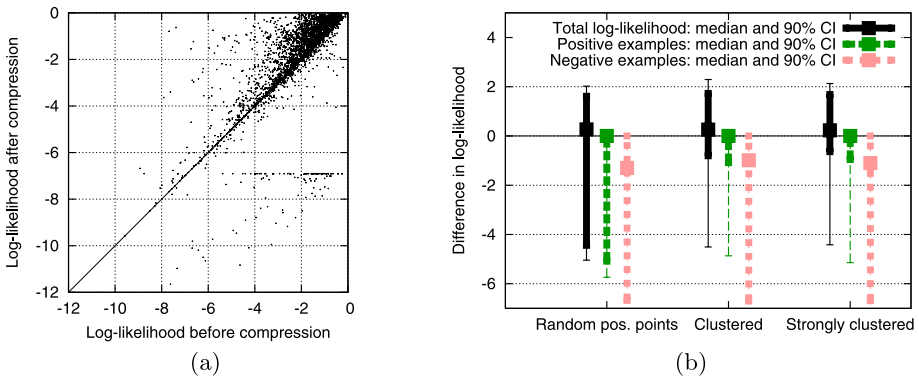 Log-likelihood after compression
0
-2
-4
-6
-8
-10
-12
-12 -10 -8 -6 -4 -2 0
Log-likelihood before compression
(a)
Difference in log-likelihood
4
2
0
-2
-4
-6
Total log-likelihood: median and 90% CI
Positive examples: median and 90% CI
Negative examples: median and 90% CI
Random pos. points Clustered Strongly clustered
(b)